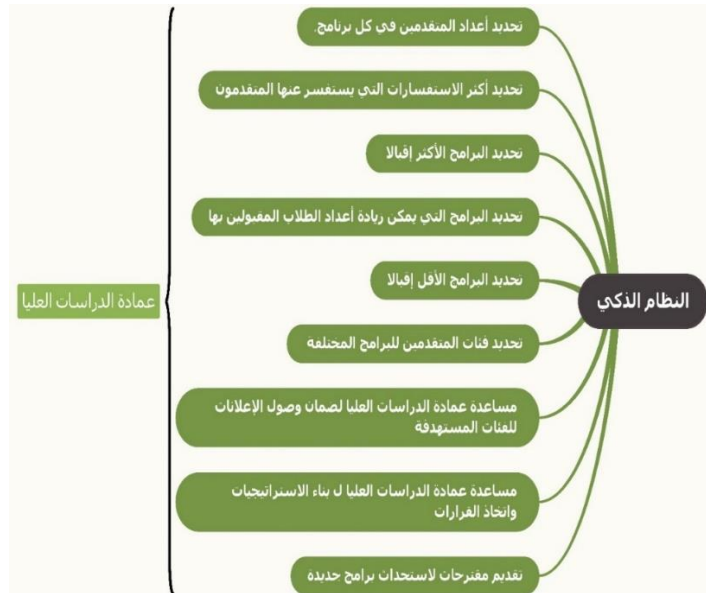 تحديد أعداد المتقدمين في كل برنامج.
تحديد أكثر الاستفسارات التي يستفسر عنها المتقدمون
تحديد البرامج الأكثر إقبالا
تحديد البرامج التي يمكن زيادة أعداد الطلاب المقبولين بها
تحديد البرامج الأقل إقبالا
تحديد فئات المتقدمين للبرامج المختلفة
مساعدة عمادة الدراسات العليا لضمان وصول الإعلانات
للفئات المستهدفة
مساعدة عمادة الدراسات العليا ل بناء الاستراتيجيات
واتخاذ القرارات
تقديم مقترحات لاستحداث برامج جديدة
النظام الذكي
عمادة الدراسات العليا